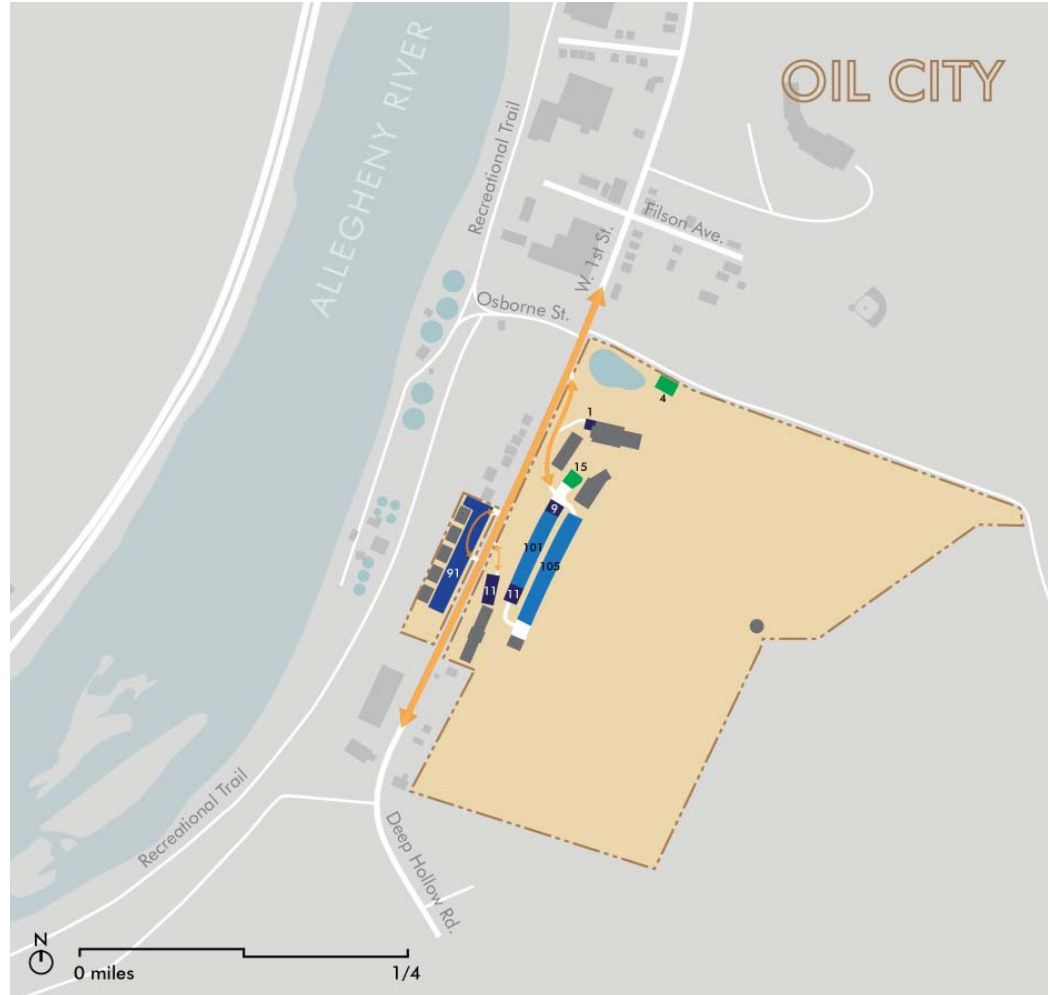 OIL CITY
ALLEGHENY RIVER
Recreational Trail
Filson Ave.
W. 1st St.
Osborne St.
4
1
15
9
101
105
91
11
11
Recreational Trail
Deep Hollow Rd.
N
0 miles
1/4